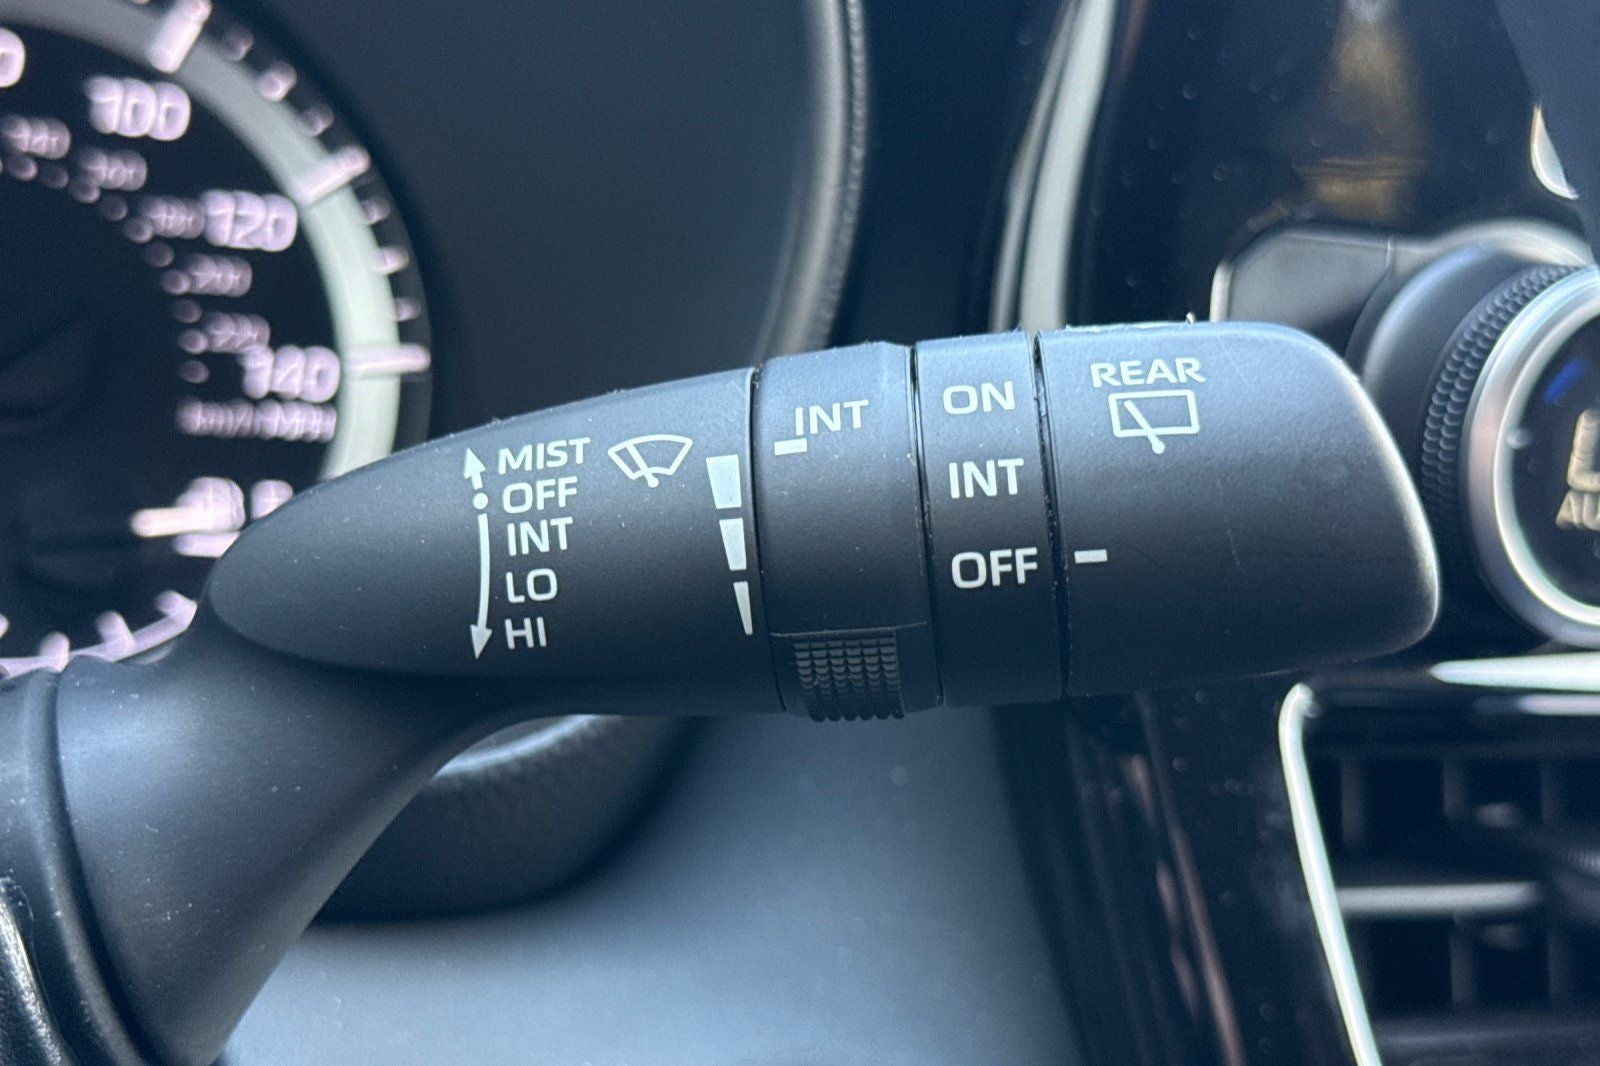 100
120
140
MIST
OFF
INT
LO
HI
INT
ON
INT
OFF
REAR